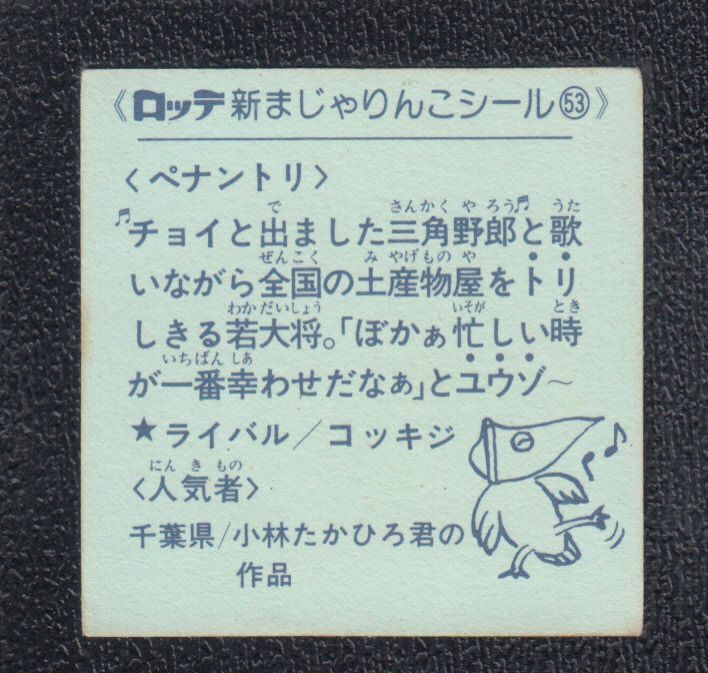 《ロッテ新まじゃりんこシール53》
〈ペナントリ〉
♬チョイと出ました三角野郎♬と歌
いながら全国の土産物屋をトリ
しきる若大将。「ぼかぁ忙しい時
が一番幸わせだなぁ」とユウゾ〜
★ライバル／コッキジ
〈人気者〉
千葉県/小林たかひろ君の
作品